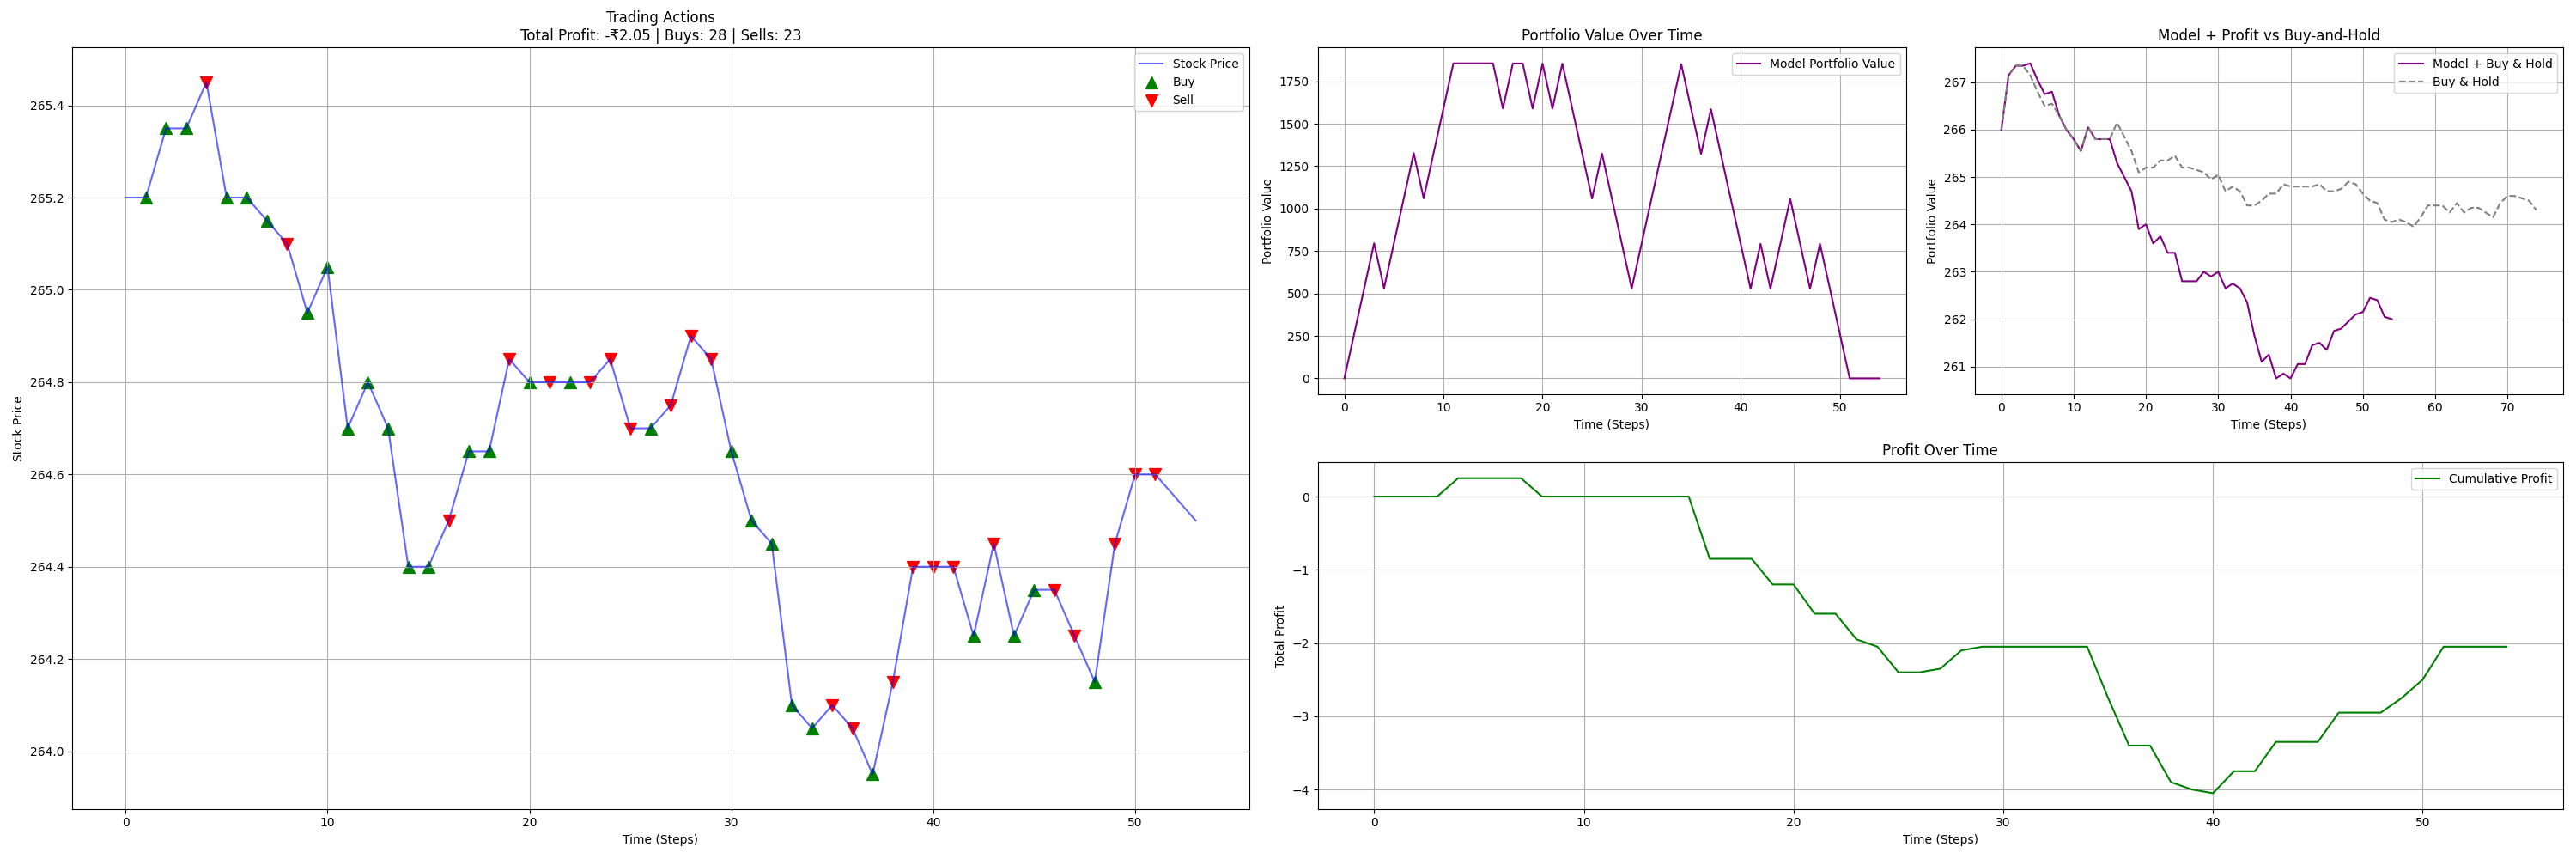 Trading Actions
Total Profit: -₹2.05 | Buys: 28 | Sells: 23
Stock Price
Buy
Sell
265.4
265.2
265.0
264.8
264.6
264.4
264.2
264.0
Stock Price
0 10 20 30 40 50
Time (Steps)
Portfolio Value Over Time
Model Portfolio Value
1750
1500
1250
1000
750
500
250
0
Portfolio Value
0 10 20 30 40 50
Time (Steps)
Model + Profit vs Buy-and-Hold
Model + Buy & Hold
Buy & Hold
267
266
265
264
263
262
261
Portfolio Value
0 10 20 30 40 50 60 70
Time (Steps)
Profit Over Time
Cumulative Profit
0
−1
−2
−3
−4
Total Profit
0 10 20 30 40 50
Time (Steps)